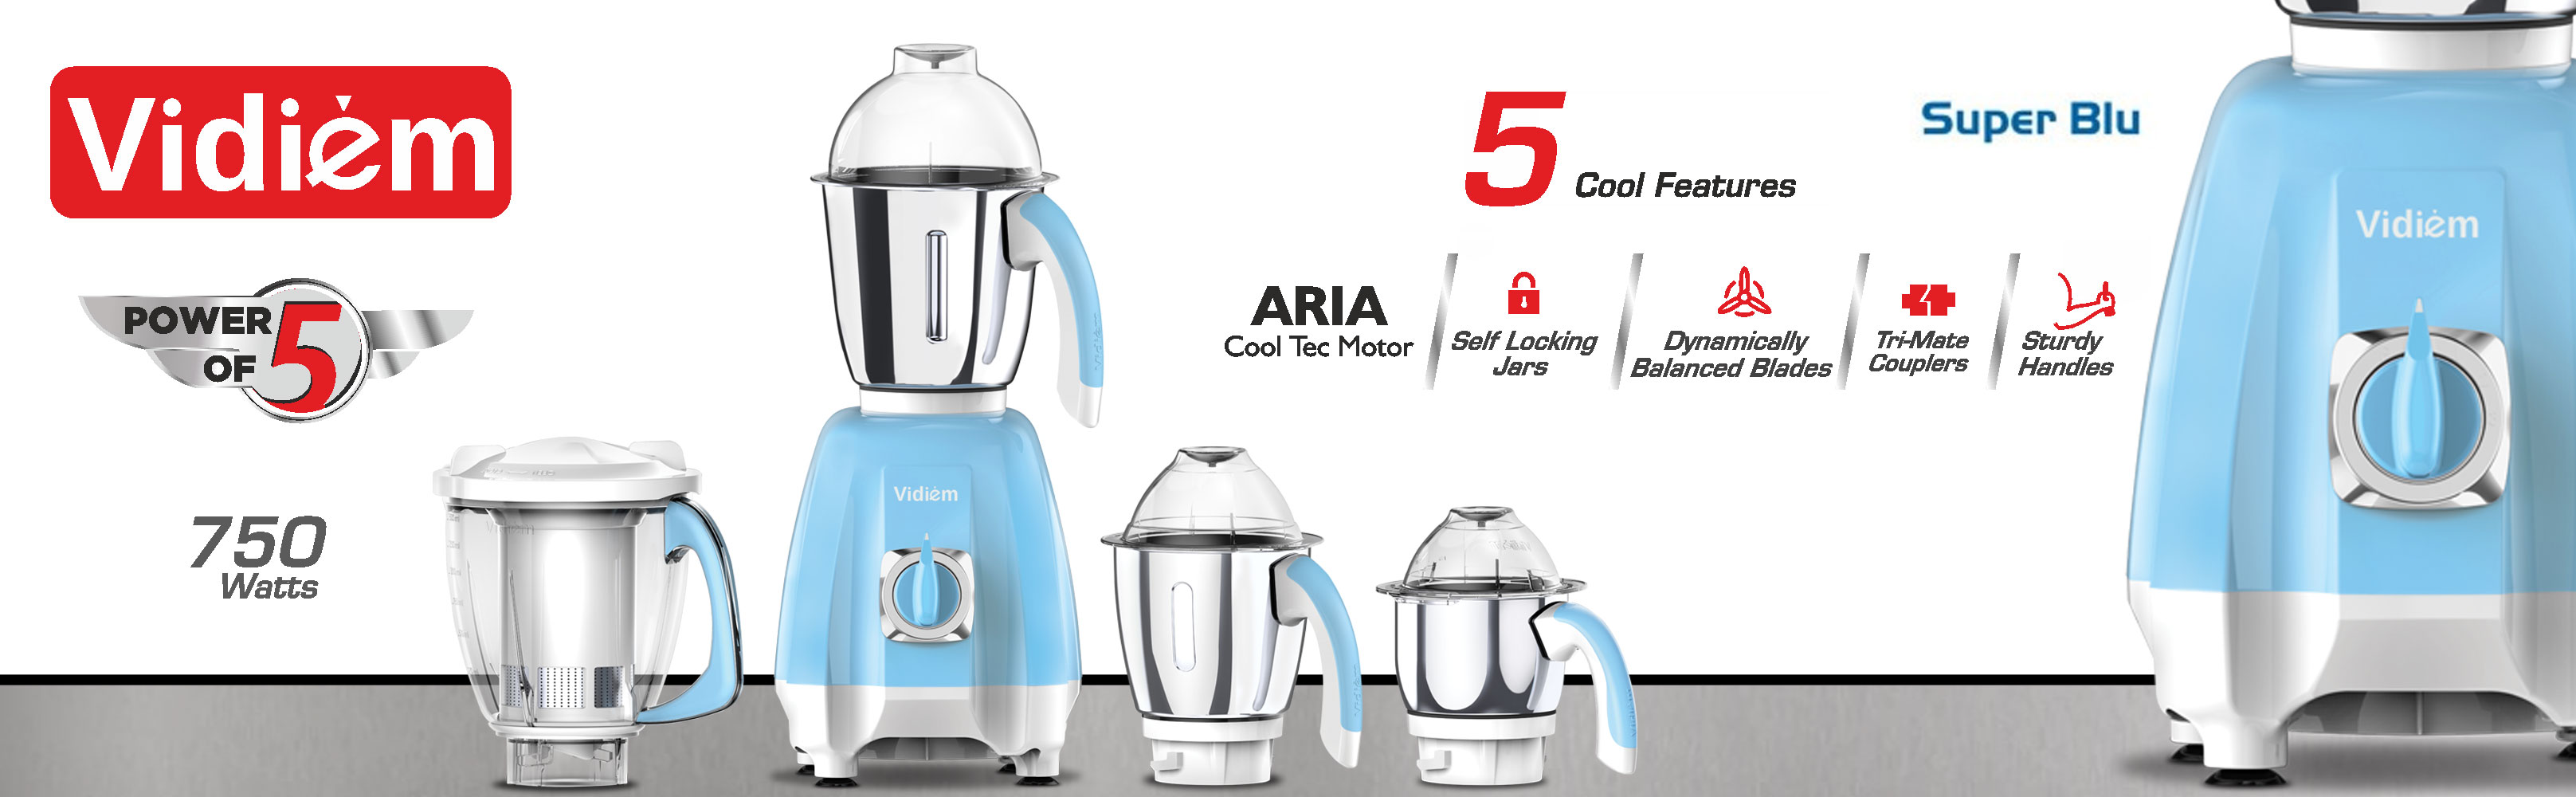 Vidiem
POWER
OF 5
750
Watts
Vidiem
5 Cool Features
Super Blu
ARIA
Cool Tec Motor
Self Locking
Jars
Dynamically
Balanced Blades
Tri-Mate
Couplers
Sturdy
Handles
Vidiem